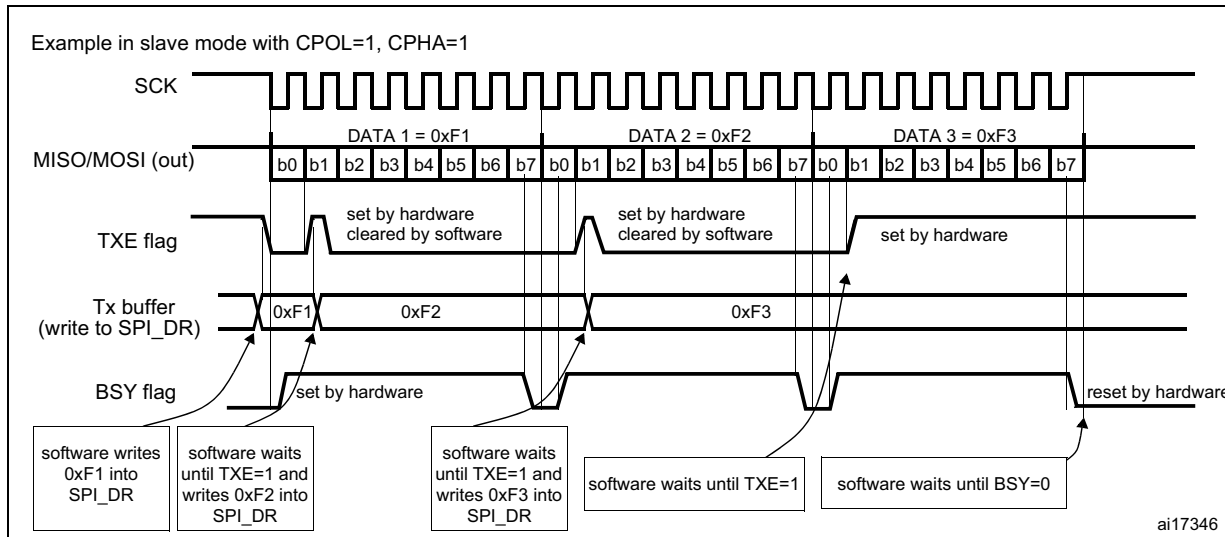 Example in slave mode with CPOL=1, CPHA=1
SCK
DATA 1 = 0xF1
DATA 2 = 0xF2
DATA 3 = 0xF3
MISO/MOSI (out)
b0 b1 b2 b3 b4 b5 b6 b7 b0 b1 b2 b3 b4 b5 b6 b7 b0 b1 b2 b3 b4 b5 b6 b7
TXE flag
set by hardware
cleared by software
set by hardware
cleared by software
set by hardware
Tx buffer
(write to SPI_DR)
0xF1
0xF2
0xF3
BSY flag
set by hardware
reset by hardware
software writes
0xF1 into
SPI_DR
software waits
until TXE=1 and
writes 0xF2 into
SPI_DR
software waits
until TXE=1 and
writes 0xF3 into
SPI_DR
software waits until TXE=1
software waits until BSY=0
ai17346